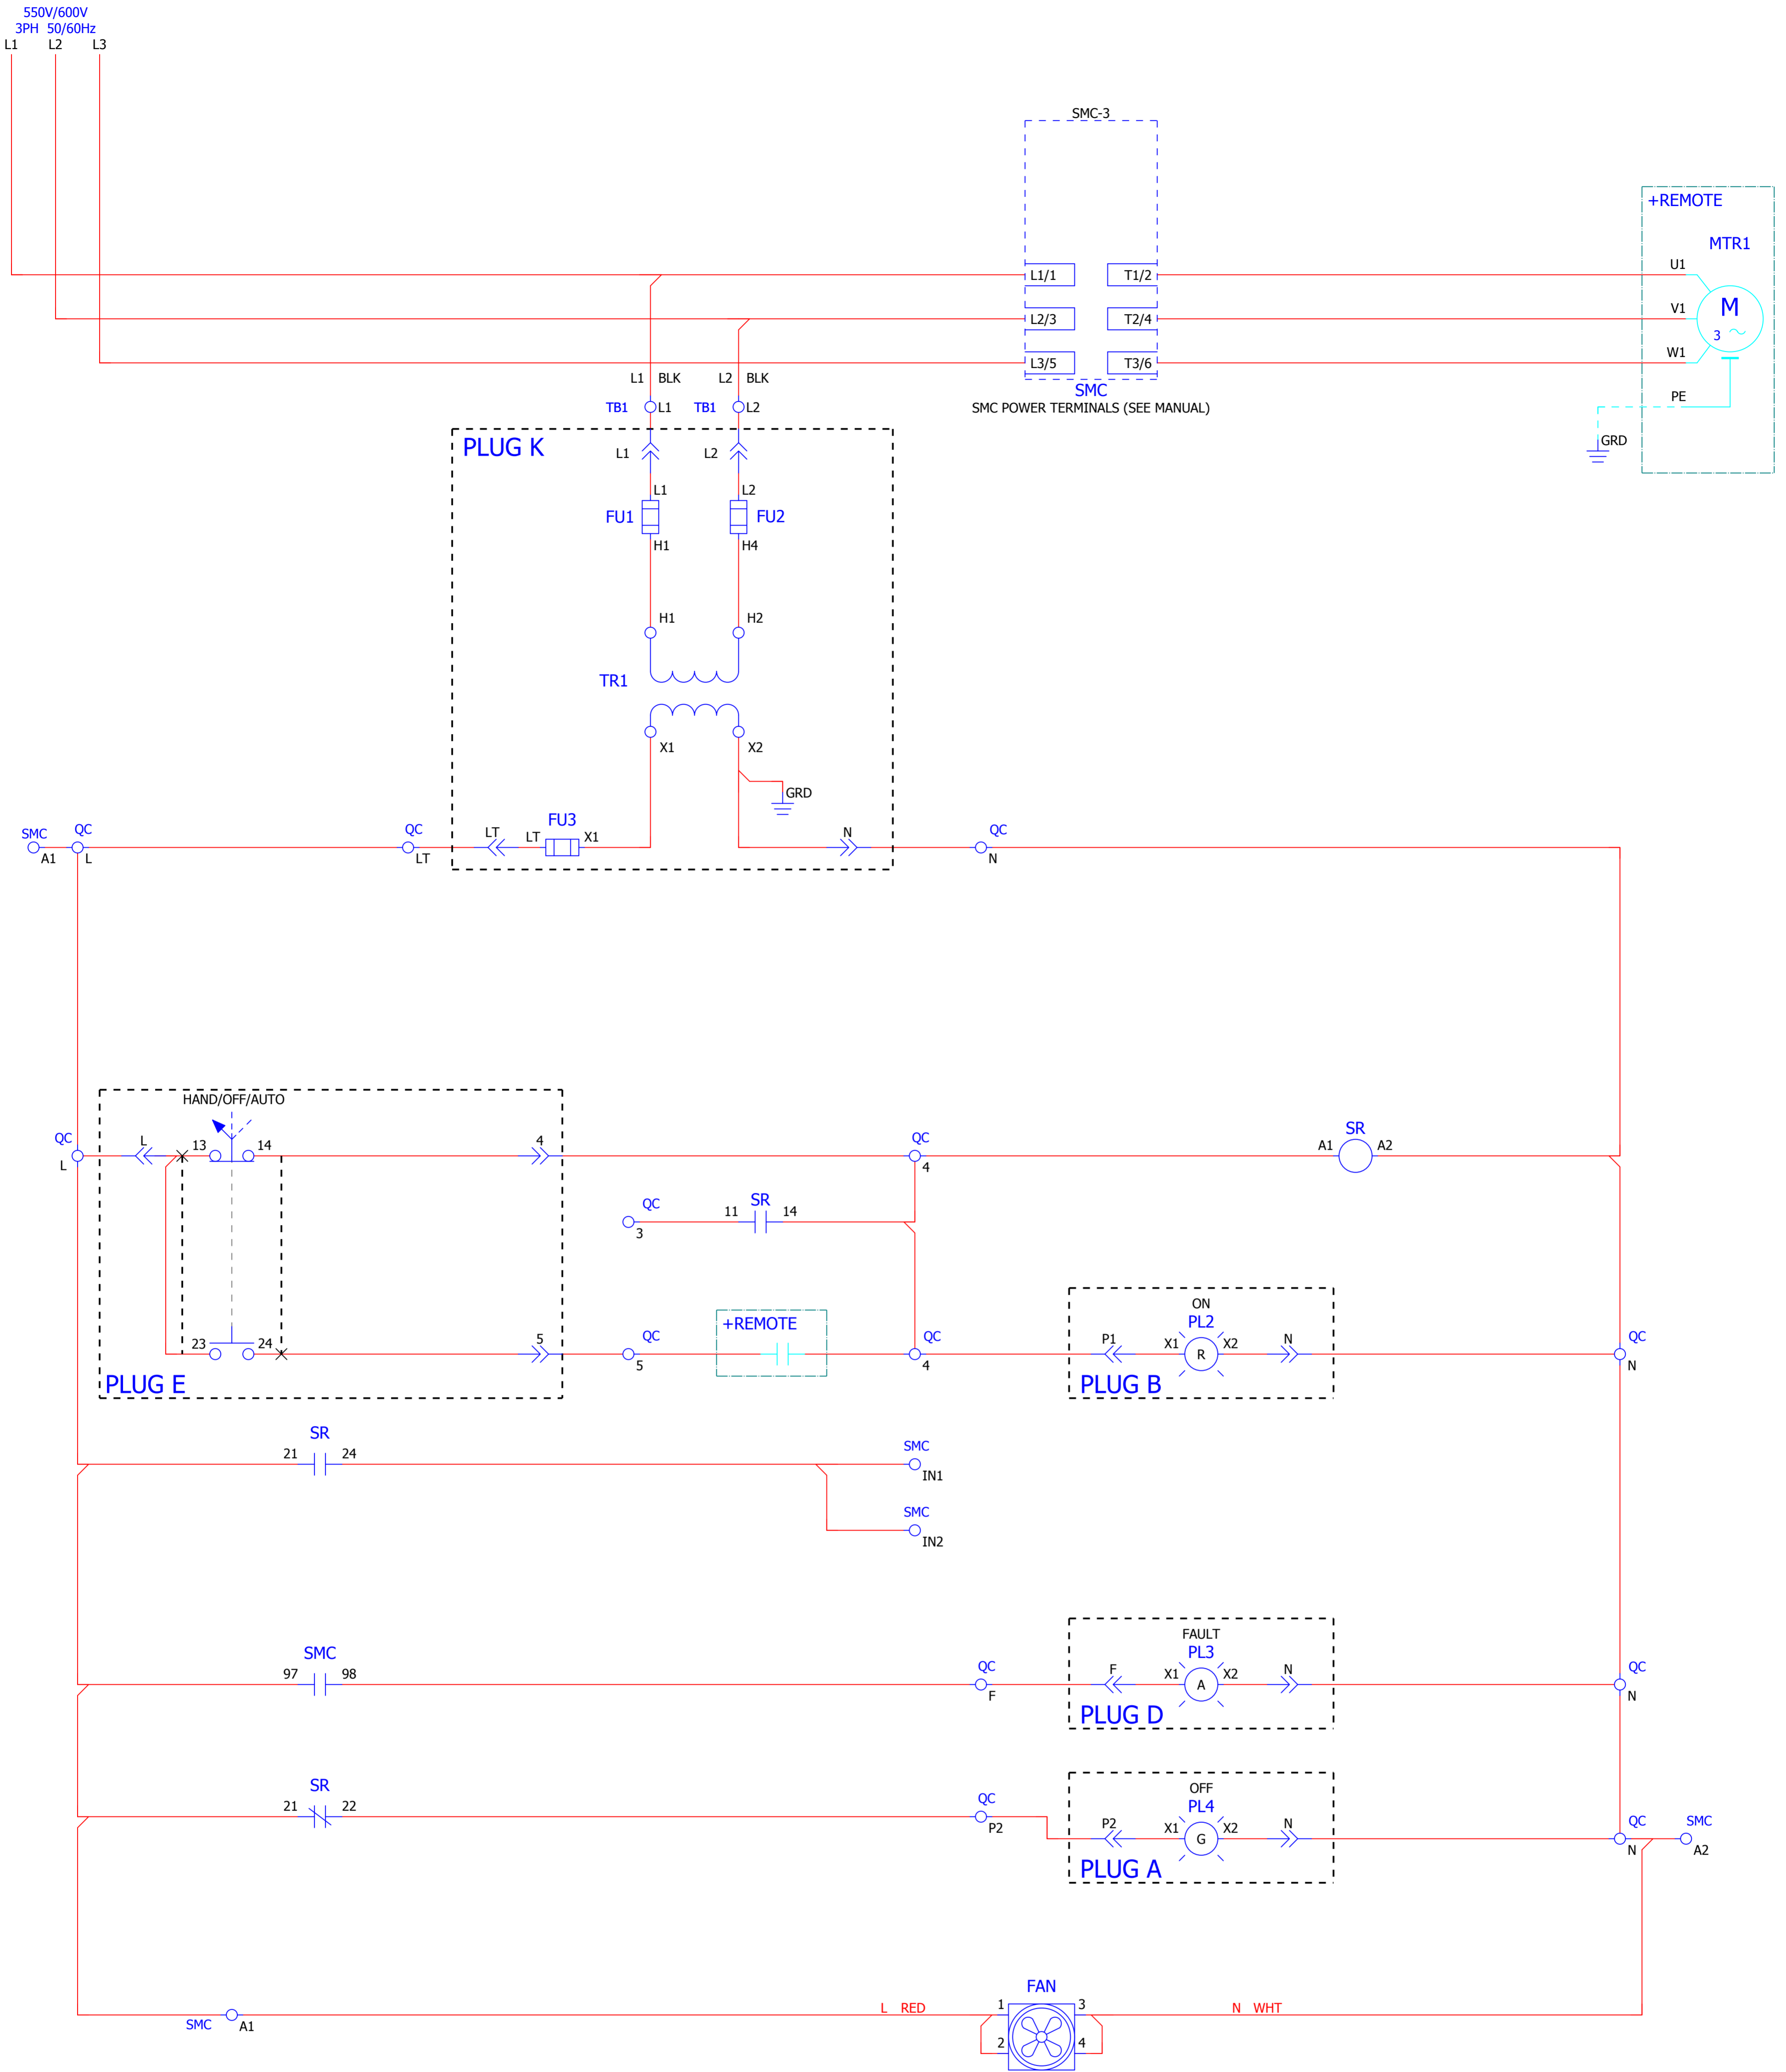 550V/600V
3PH 50/60Hz
L1 L2 L3
SMC-3
+REMOTE
MTR1
L1/1 T1/2 U1
L2/3 T2/4 V1
M
3
L3/5 T3/6 W1
SMC
SMC POWER TERMINALS (SEE MANUAL)
PE
GRD
L1 BLK L2 BLK
TB1 L1 TB1 L2
PLUG K
L1 L2
L1 L2
FU1 FU2
H1 H4
H1 H2
TR1
X1 X2
GRD
FU3
SMC QC QC LT LT X1 N QC
A1 L LT N
HAND/OFF/AUTO
QC L 13 14 4 QC SR
A1 A2
L 4
QC 11 SR 14
3
ON
+REMOTE PL2
23 24 5 QC QC P1 X1 R X2 N QC
5 4 N
PLUG E PLUG B
SR
21 24 SMC
IN1
SMC
IN2
FAULT
SMC PL3
97 98 QC F X1 A X2 N QC
F N
PLUG D
SR OFF
21 22 QC PL4
P2 P2 X1 G X2 N QC SMC
N A2
PLUG A
FAN
L RED 1 3 N WHT
SMC A1
2 4